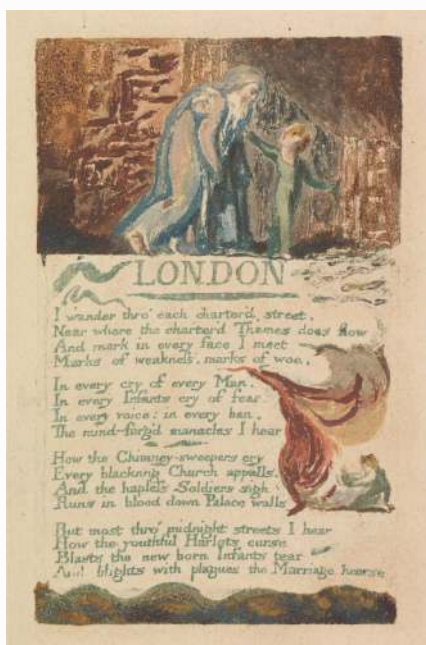 LONDON
I wander thro' each charter'd street,
Near where the charter'd Thames does flow
And mark in every face I meet
Marks of weakness, marks of woe.
In every cry of every Man,
In every Infants cry of fear,
In every voice; in every ban,
The mind-forg'd manacles I hear
How the Chimney-sweepers cry
Every blackning Church appalls,
And the hapless Soldiers sigh
Runs in blood down Palace walls
But most thro' midnight streets I hear
How the youthful Harlots curse
Blasts the new born Infants tear
And blights with plagues the Marriage hearse